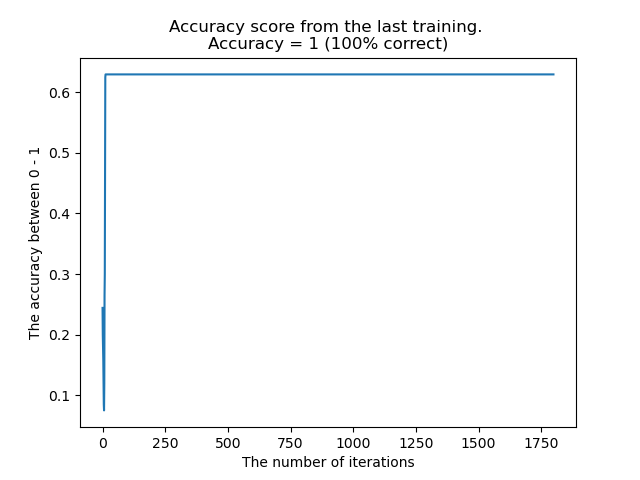 Accuracy score from the last training.
Accuracy = 1 (100% correct)
The accuracy between 0 - 1
0.6
0.5
0.4
0.3
0.2
0.1
0 250 500 750 1000 1250 1500 1750
The number of iterations